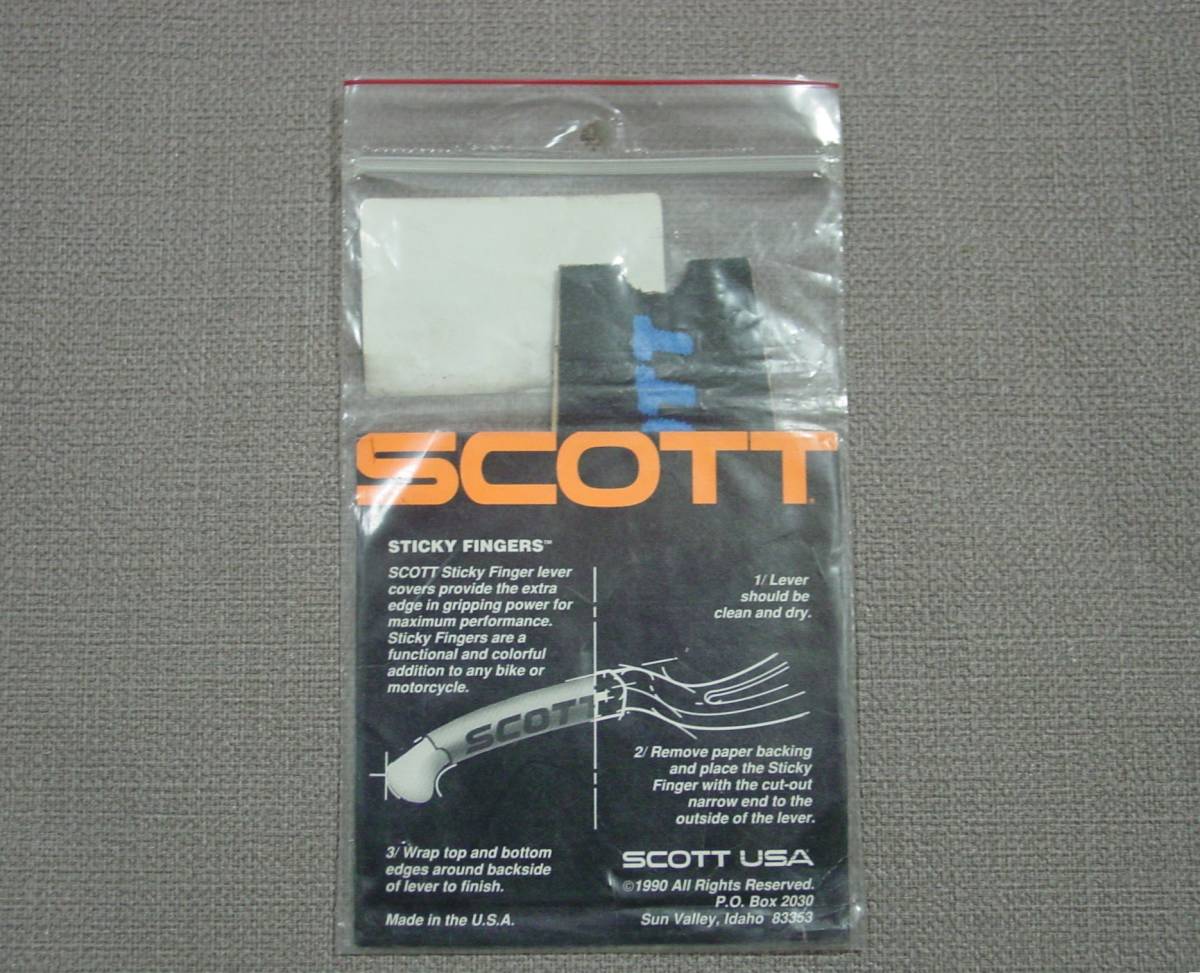 TT
SCOTT
STICKY FINGERS™
SCOTT Sticky Finger lever
covers provide the extra
edge in gripping power for
maximum performance.
Sticky Fingers are a
functional and colorful
addition to any bike or
motorcycle.
1/ Lever
should be
clean and dry.
SCOTT
2/ Remove paper backing
and place the Sticky
Finger with the cut-out
narrow end to the
outside of the lever.
3/ Wrap top and bottom
edges around backside
of lever to finish.
Made in the U.S.A.
SCOTT USA
©1990 All Rights Reserved.
P.O. Box 2030
Sun Valley, Idaho 83353